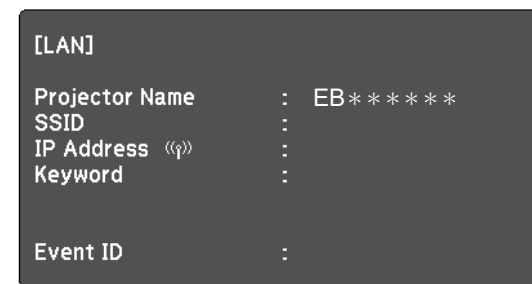 [LAN]
Projector Name : EB******
SSID :
IP Address :
Keyword :
Event ID :